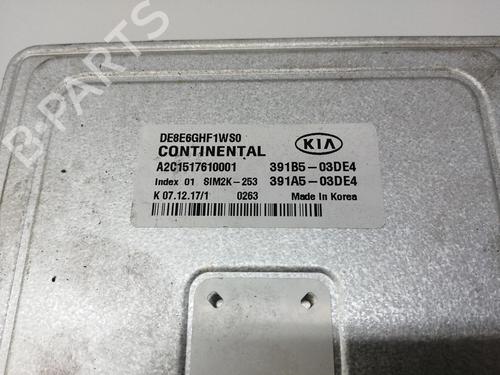 DE8E6GHF1WS0
CONTINENTAL
KIA
A2C1517610001
391B5-03DE4
Index 01 SIM2K-253
391A5-03DE4
K 07.12.17/1
0263
Made in Korea
B-PARTS